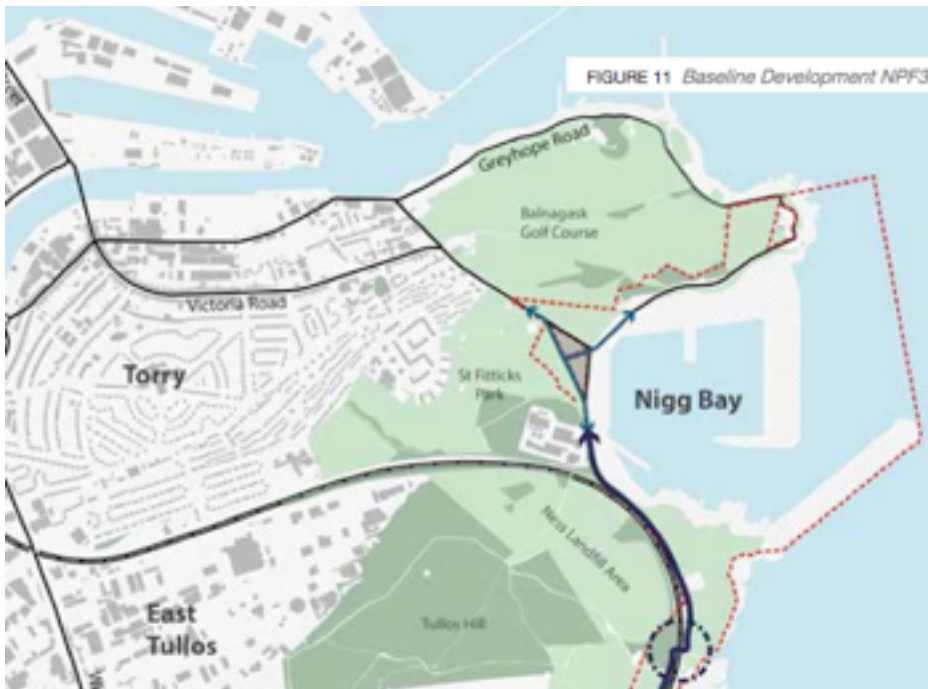 FIGURE 11 Baseline Development NPF3
Greyhope Road
Balnagask
Golf Course
Victoria Road
Torry
St Fitticks
Park
Nigg Bay
Ness Landfill Area
East
Tullos
Tullos Hill